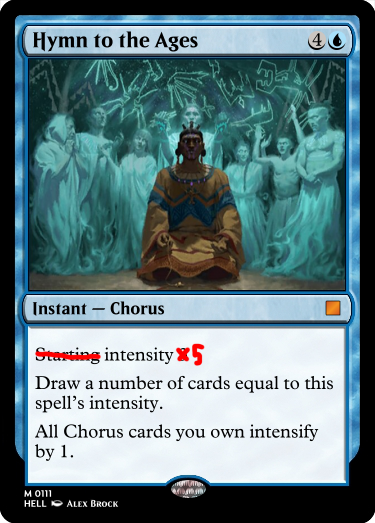 Hymn to the Ages 4
Instant — Chorus
Starting intensity 5
Draw a number of cards equal to this
spell's intensity.
All Chorus cards you own intensify
by 1.
M 0111
HELL Alex Brock